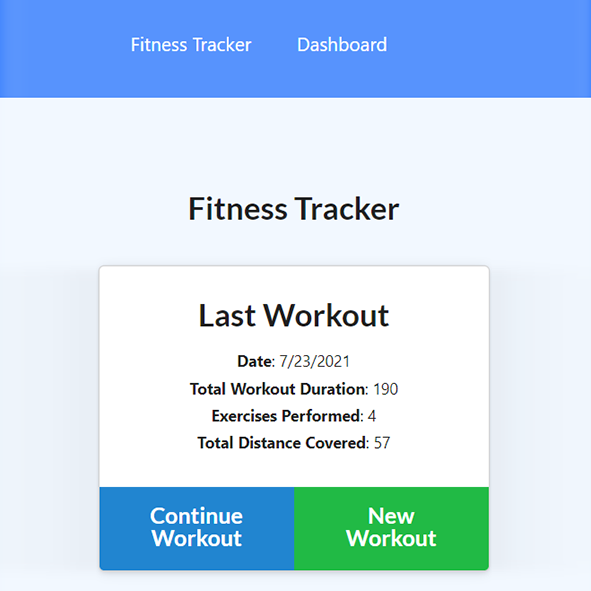 Fitness Tracker Dashboard
Fitness Tracker
Last Workout
Date: 7/23/2021
Total Workout Duration: 190
Exercises Performed: 4
Total Distance Covered: 57
Continue
Workout
New
Workout